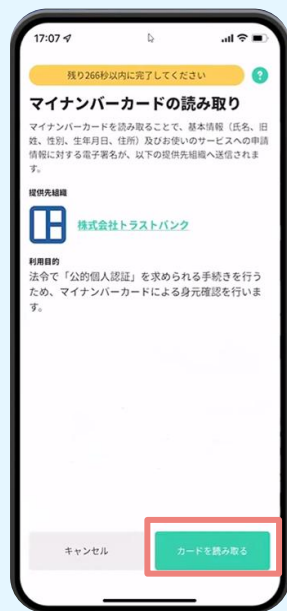 17:07
残り266秒以内に完了してください
?
マイナンバーカードの読み取り
マイナンバーカードを読み取ることで、基本情報（氏名、旧
姓、性別、生年月日、住所）及びお使いのサービスへの申請
情報に対する電子署名が、以下の提供先組織へ送信されま
す。
提供先組織
株式会社トラストバンク
利用目的
法令で「公的個人認証」を求められる手続きを行う
ため、マイナンバーカードによる身元確認を行いま
す。
キャンセル
カードを読み取る